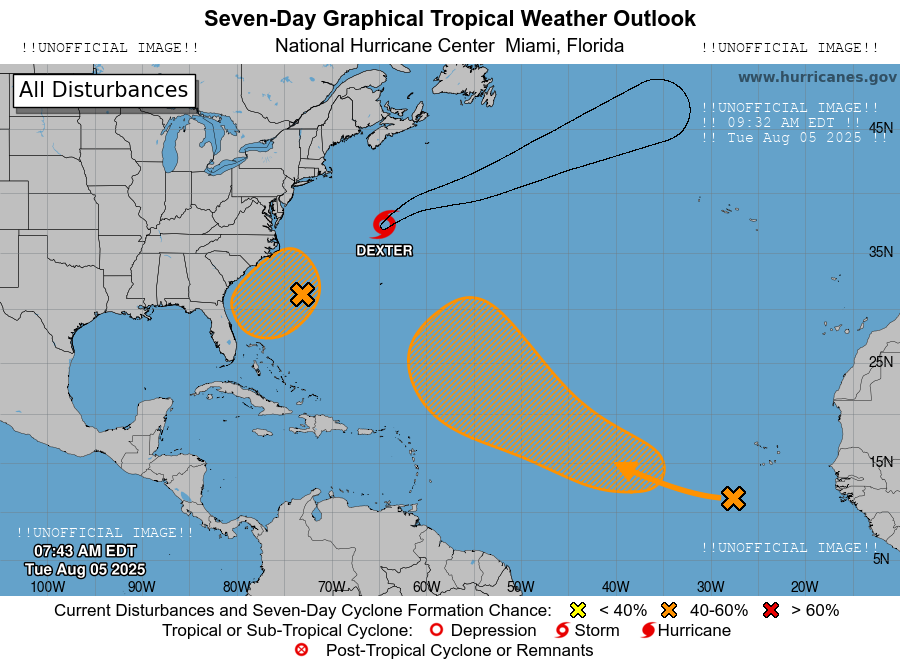 Seven-Day Graphical Tropical Weather Outlook
!!UNOFFICIAL IMAGE!! National Hurricane Center Miami, Florida !!UNOFFICIAL IMAGE!!
All Disturbances
www.hurricanes.gov
!!UNOFFICIAL IMAGE!!
!! 09:32 AM EDT !!
!! Tue Aug 05 2025 !!
45N
DEXTER
35N
25N
15N
!!UNOFFICIAL IMAGE!!
07:43 AM EDT
Tue Aug 05 2025
!!UNOFFICIAL IMAGE!!
5N
100W 90W 80W 70W 60W 50W 40W 30W 20W
Current Disturbances and Seven-Day Cyclone Formation Chance: < 40% 40-60% > 60%
Tropical or Sub-Tropical Cyclone: Depression Storm Hurricane
Post-Tropical Cyclone or Remnants